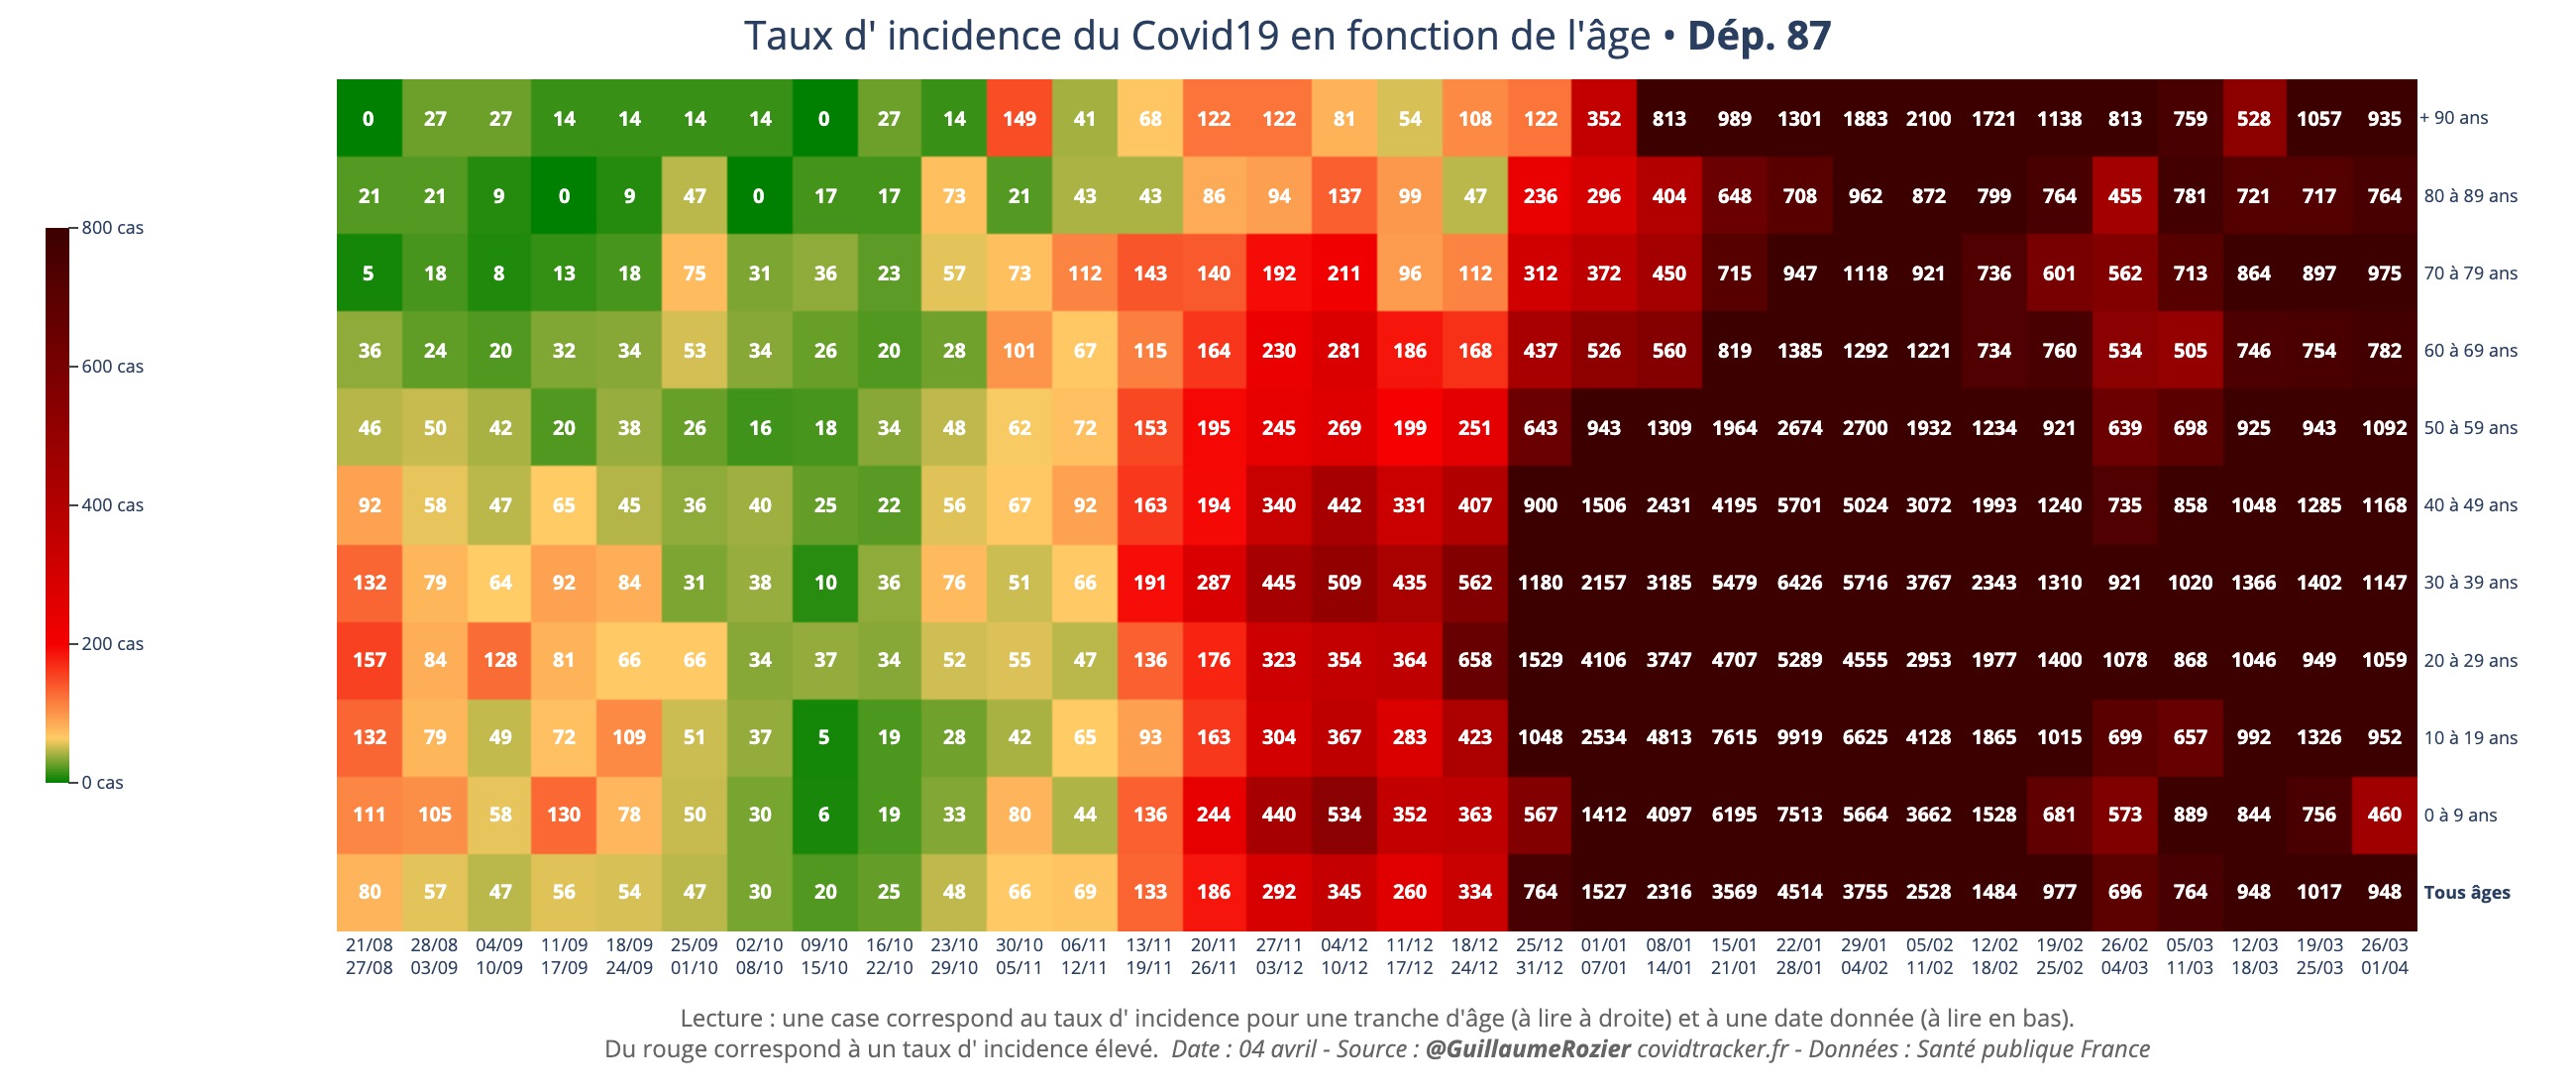 Taux d' incidence du Covid19 en fonction de l'âge • Dép. 87
0 27 27 14 14 14 14 0 27 14 149 41 68 122 122 81 54 108 122 352 813 989 1301 1883 2100 1721 1138 813 759 528 1057 935 + 90 ans
21 21 9 0 9 47 0 17 17 73 21 43 43 86 94 137 99 47 236 296 404 648 708 962 872 799 764 455 781 721 717 764 80 à 89 ans
5 18 8 13 18 75 31 36 23 57 73 112 143 140 192 211 96 112 312 372 450 715 947 1118 921 736 601 562 713 864 897 975 70 à 79 ans
36 24 20 32 34 53 34 26 20 28 101 67 115 164 230 281 186 168 437 526 560 819 1385 1292 1221 734 760 534 505 746 754 782 60 à 69 ans
46 50 42 20 38 26 16 18 34 48 62 72 153 195 245 269 199 251 643 943 1309 1964 2674 2700 1932 1234 921 639 698 925 943 1092 50 à 59 ans
92 58 47 65 45 36 40 25 22 56 67 92 163 194 340 442 331 407 900 1506 2431 4195 5701 5024 3072 1993 1240 735 858 1048 1285 1168 40 à 49 ans
132 79 64 92 84 31 38 10 36 76 51 66 191 287 445 509 435 562 1180 2157 3185 5479 6426 5716 3767 2343 1310 921 1020 1366 1402 1147 30 à 39 ans
157 84 128 81 66 66 34 37 34 52 55 47 136 176 323 354 364 658 1529 4106 3747 4707 5289 4555 2953 1977 1400 1078 868 1046 949 1059 20 à 29 ans
132 79 49 72 109 51 37 5 19 28 42 65 93 163 304 367 283 423 1048 2534 4813 7615 9919 6625 4128 1865 1015 699 657 992 1326 952 10 à 19 ans
111 105 58 130 78 50 30 6 19 33 80 44 136 244 440 534 352 363 567 1412 4097 6195 7513 5664 3662 1528 681 573 889 844 756 460 0 à 9 ans
80 57 47 56 54 47 30 20 25 48 66 69 133 186 292 345 260 334 764 1527 2316 3569 4514 3755 2528 1484 977 696 764 948 1017 948 Tous âges
21/08 28/08 04/09 11/09 18/09 25/09 02/10 09/10 16/10 23/10 30/10 06/11 13/11 20/11 27/11 04/12 11/12 18/12 25/12 01/01 08/01 15/01 22/01 29/01 05/02 12/02 19/02 26/02 05/03 12/03 19/03 26/03
27/08 03/09 10/09 17/09 24/09 01/10 08/10 15/10 22/10 29/10 05/11 12/11 19/11 26/11 03/12 10/12 17/12 24/12 31/12 07/01 14/01 21/01 28/01 04/02 11/02 18/02 25/02 04/03 11/03 18/03 25/03 01/04
800 cas
600 cas
400 cas
200 cas
0 cas
Lecture : une case correspond au taux d' incidence pour une tranche d'âge (à lire à droite) et à une date donnée (à lire en bas).
Du rouge correspond à un taux d' incidence élevé. Date : 04 avril - Source : @GuillaumeRozier covidtracker.fr - Données : Santé publique France